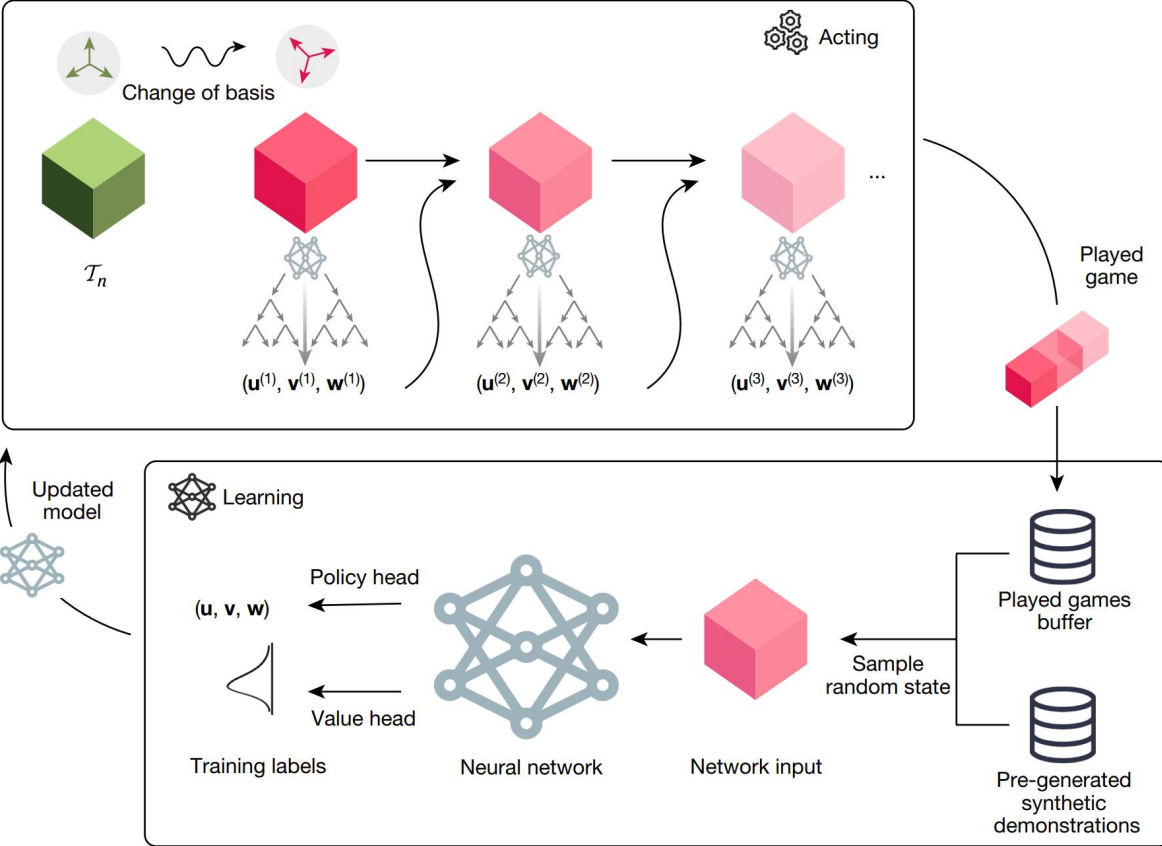 Acting
Change of basis
𝒯n
...
(u(1), v(1), w(1))
(u(2), v(2), w(2))
(u(3), v(3), w(3))
Played
game
Updated
model
Learning
Policy head
(u, v, w)
Value head
Training labels
Neural network
Network input
Sample
random state
Played games
buffer
Pre-generated
synthetic
demonstrations